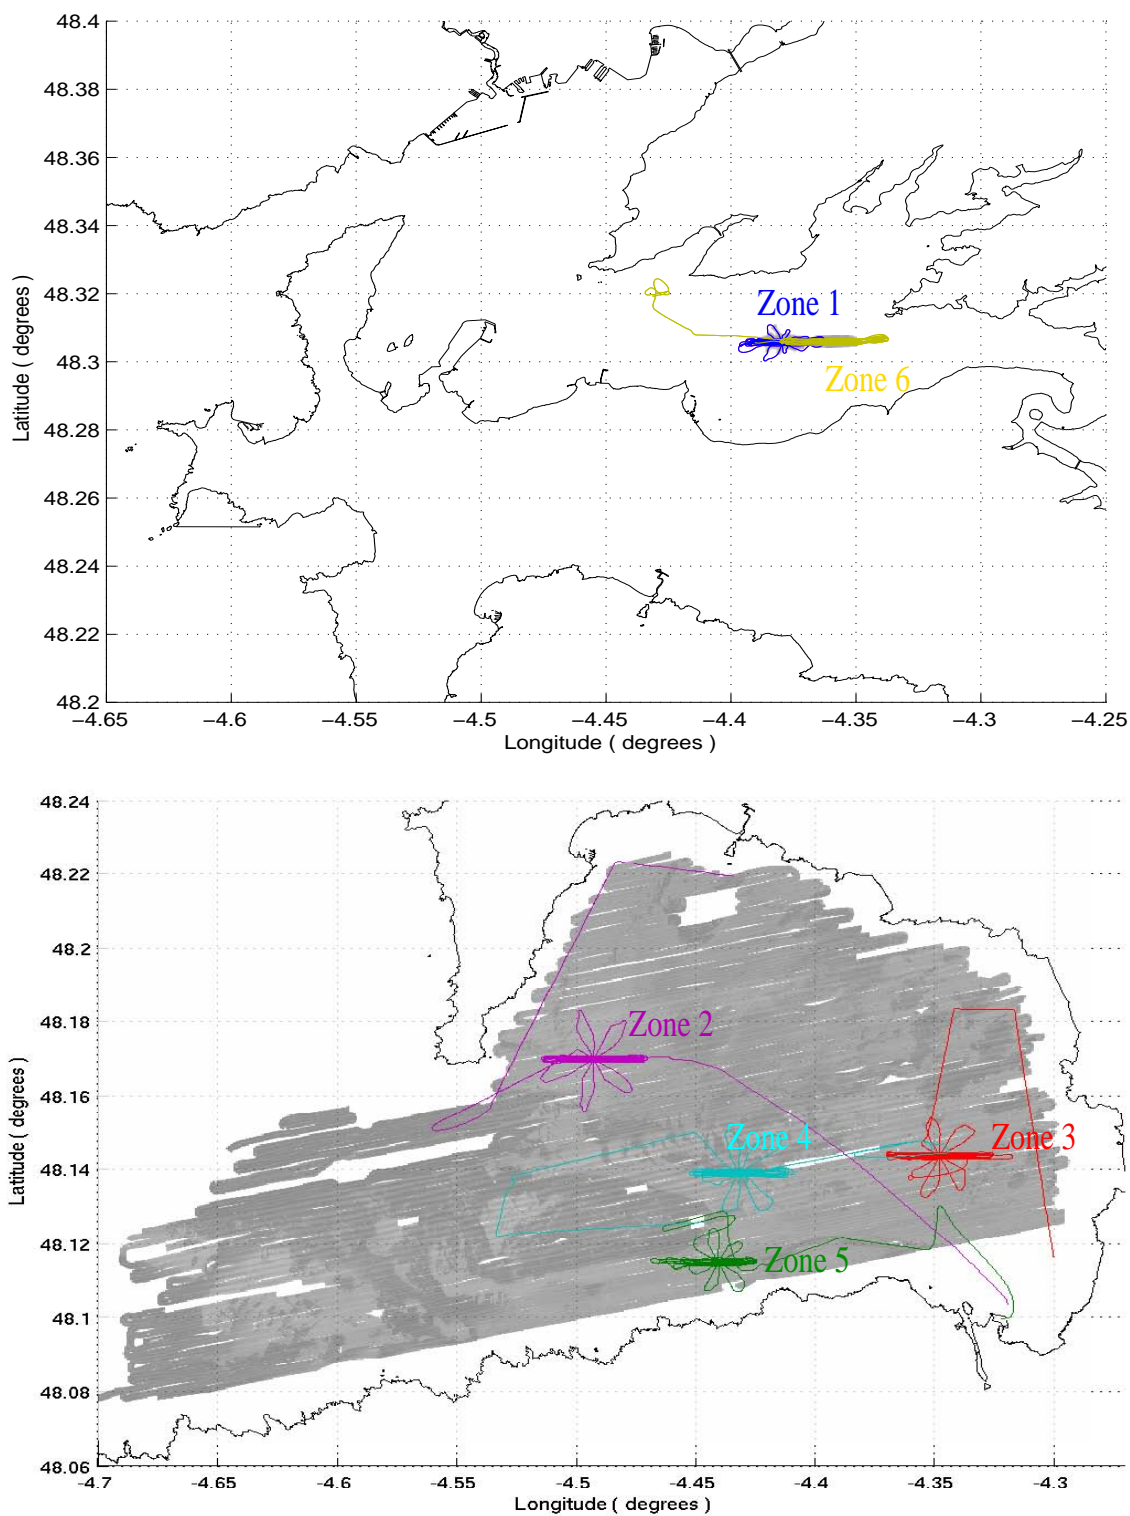 48.4
48.38
48.36
48.34
48.32
Zone 1
48.3
Zone 6
48.28
48.26
48.24
48.22
48.2
Latitude ( degrees )
−4.65 −4.6 −4.55 −4.5 −4.45 −4.4 −4.35 −4.3 −4.25
Longitude ( degrees )
48.24
48.22
48.2
48.18
Zone 2
48.16
Zone 4
Zone 3
48.14
48.12
Zone 5
48.1
48.08
48.06
Latitude ( degrees )
-4.7 -4.65 -4.6 -4.55 -4.5 -4.45 -4.4 -4.35 -4.3
Longitude ( degrees )